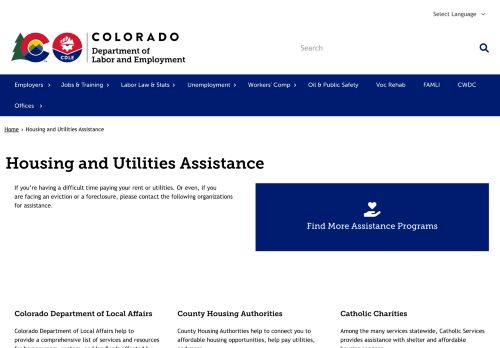 Select Language
COLORADO
Department of
Labor and Employment
CDLE
Search
Employers
Jobs & Training
Labor Law & Stats
Unemployment
Workers' Comp
Oil & Public Safety
Voc Rehab
FAMLI
CWDC
Offices
Home › Housing and Utilities Assistance
Housing and Utilities Assistance
If you're having a difficult time paying your rent or utilities. Or even, if you
are facing an eviction or a foreclosure, please contact the following organizations
for assistance.
Find More Assistance Programs
Colorado Department of Local Affairs
Colorado Department of Local Affairs help to
provide a comprehensive list of services and resources
County Housing Authorities
County Housing Authorities help to connect you to
affordable housing opportunities, help pay utilities,
Catholic Charities
Among the many services statewide, Catholic Services
provides assistance with shelter and affordable